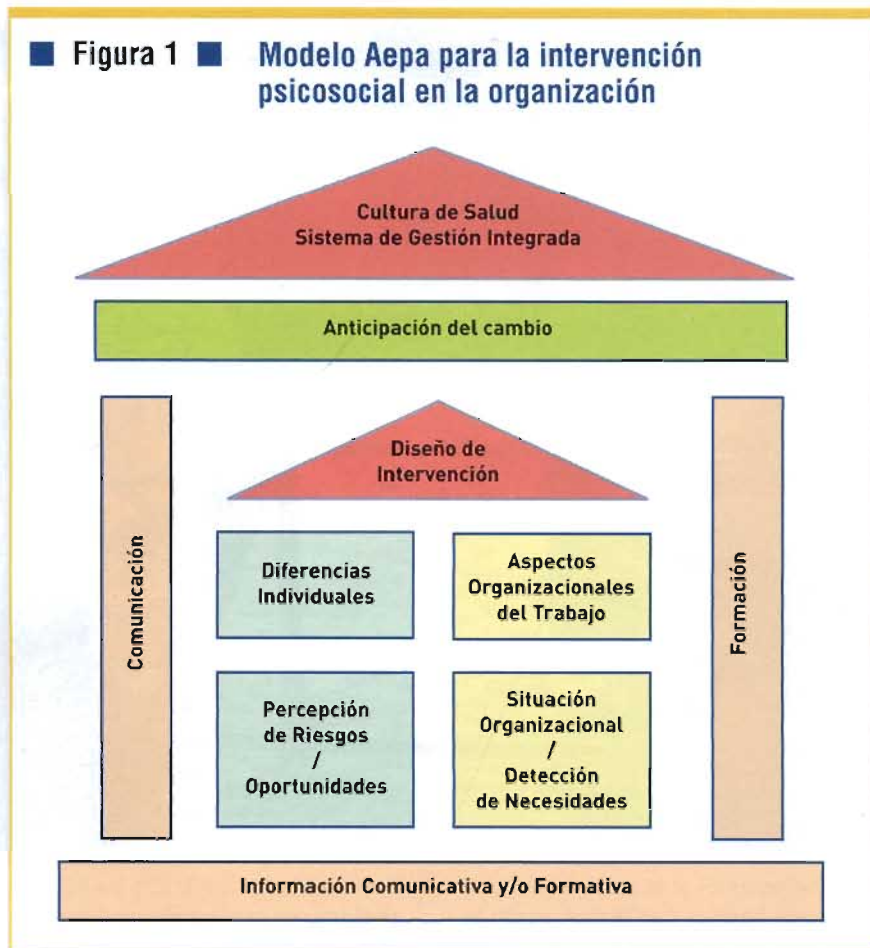 ■ Figura 1 ■ Modelo Aepa para la intervención
psicosocial en la organización
Cultura de Salud
Sistema de Gestión Integrada
Anticipación del cambio
Comunicación
Diseño de
Intervención
Diferencias
Individuales
Aspectos
Organizacionales
del Trabajo
Percepción
de Riesgos
/
Oportunidades
Situación
Organizacional
/
Detección
de Necesidades
Formación
Información Comunicativa y/o Formativa